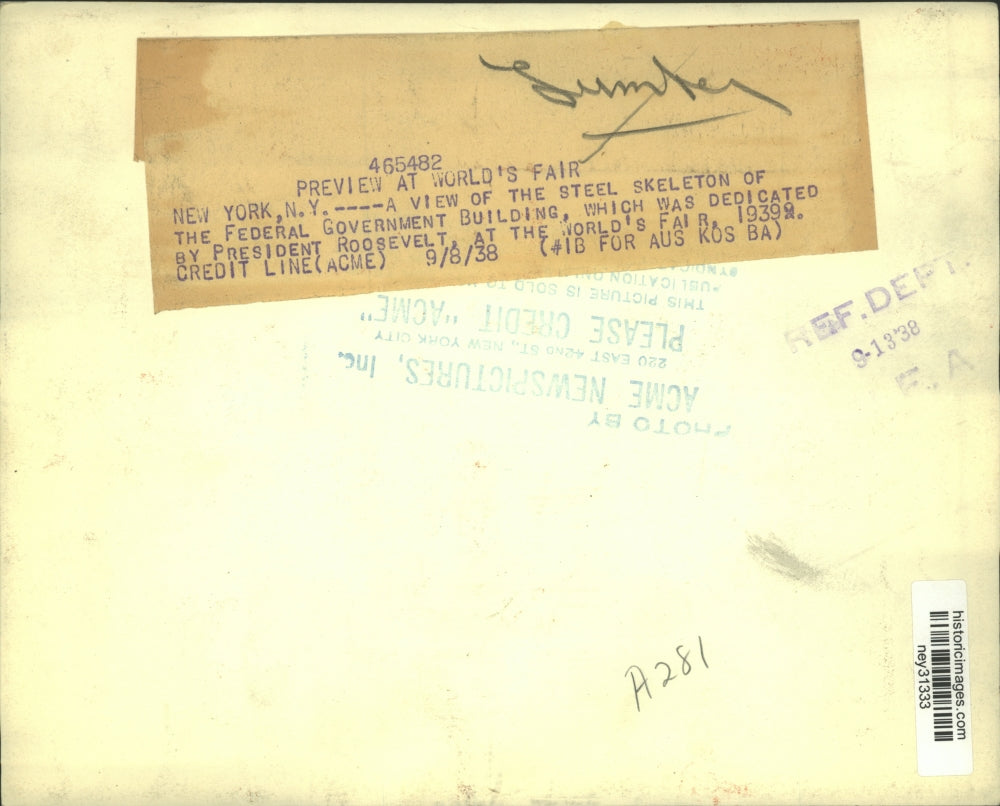 465482
PREVIEW AT WORLD'S FAIR
NEW YORK, N.Y.----A VIEW OF THE STEEL SKELETON OF
THE FEDERAL GOVERNMENT BUILDING, WHICH WAS DEDICATED
BY PRESIDENT ROOSEVELT, AT THE WORLD'S FAIR, 1939.
CREDIT LINE(ACME) 9/8/38 (#1B FOR AUS KOS BA)
PHOTO BY
ACME NEWSPICTURES, Inc.
220 EAST 42ND ST., NEW YORK CITY
PLEASE CREDIT "ACME"
THIS PICTURE IS SOLD TO
PUBLICATION
REF. DEPT.
9-13'38
A281
historicimages.com
ney31333